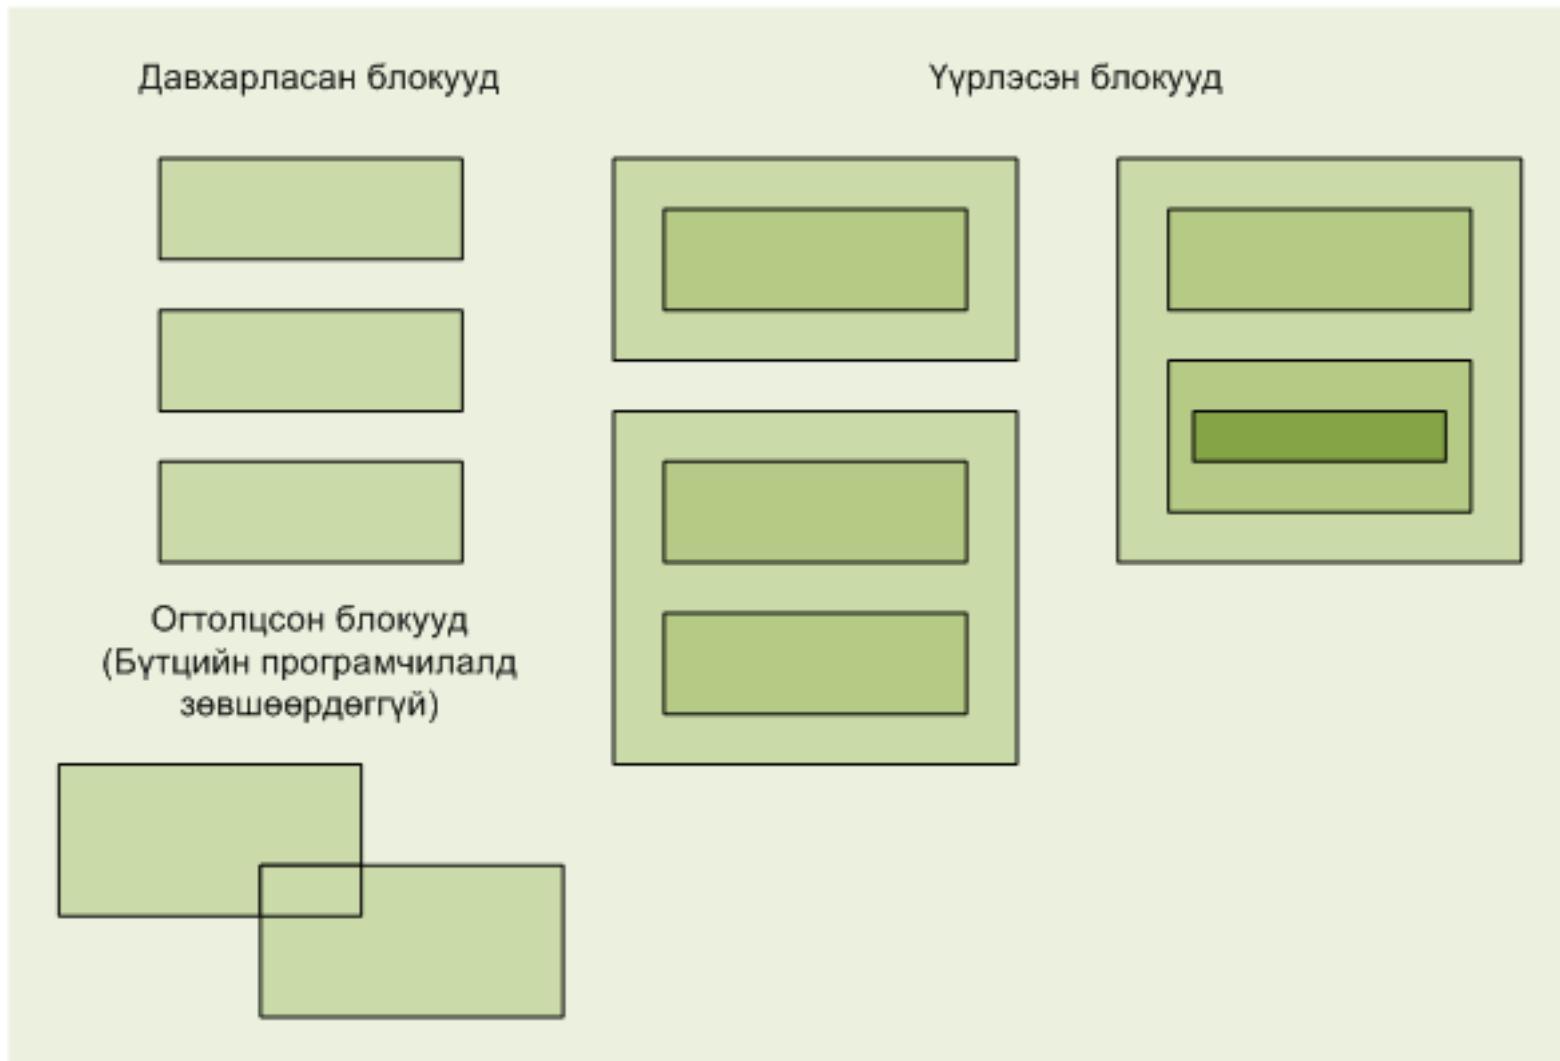 Давхарласан блокууд
Үүрлэсэн блокууд
Огтолцсон блокууд
(Бүтцийн програмчилалд
зөвшөөрдөггүй)